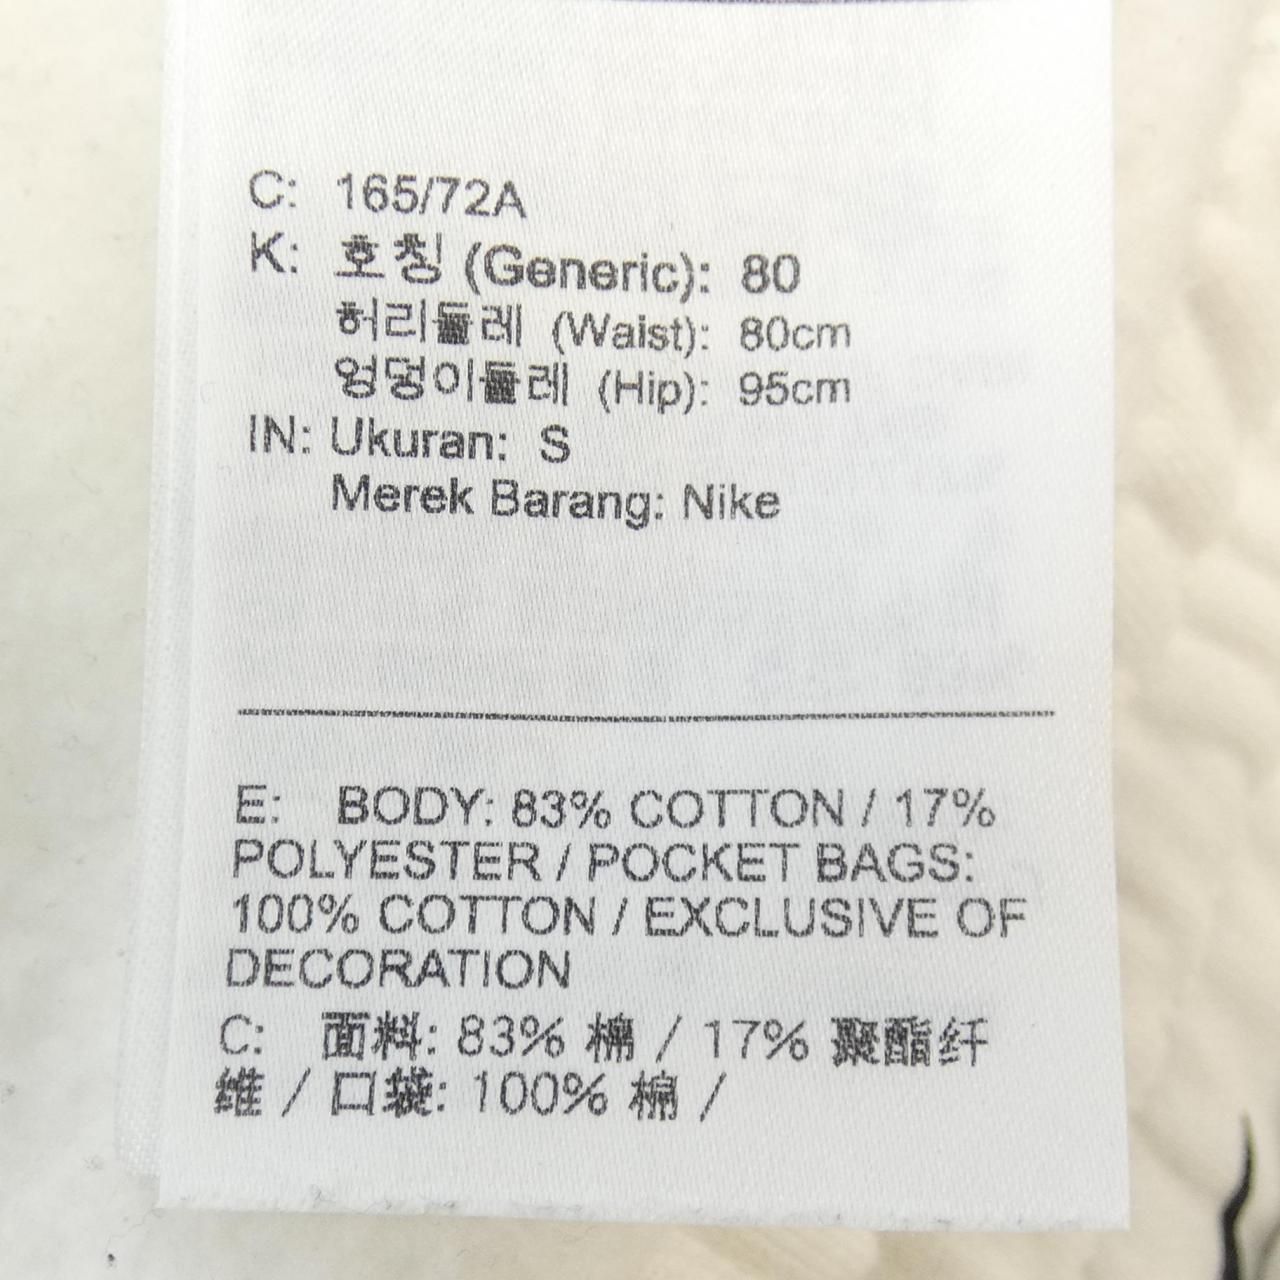 C: 165/72A
K: 호칭 (Generic): 80
허리둘레 (Waist): 80cm
엉덩이둘레 (Hip): 95cm
IN: Ukuran: S
Merek Barang: Nike
E: BODY: 83% COTTON / 17%
POLYESTER / POCKET BAGS:
100% COTTON / EXCLUSIVE OF
DECORATION
C: 面料: 83% 棉 / 17% 聚酯纤
维 / 口袋: 100% 棉 /